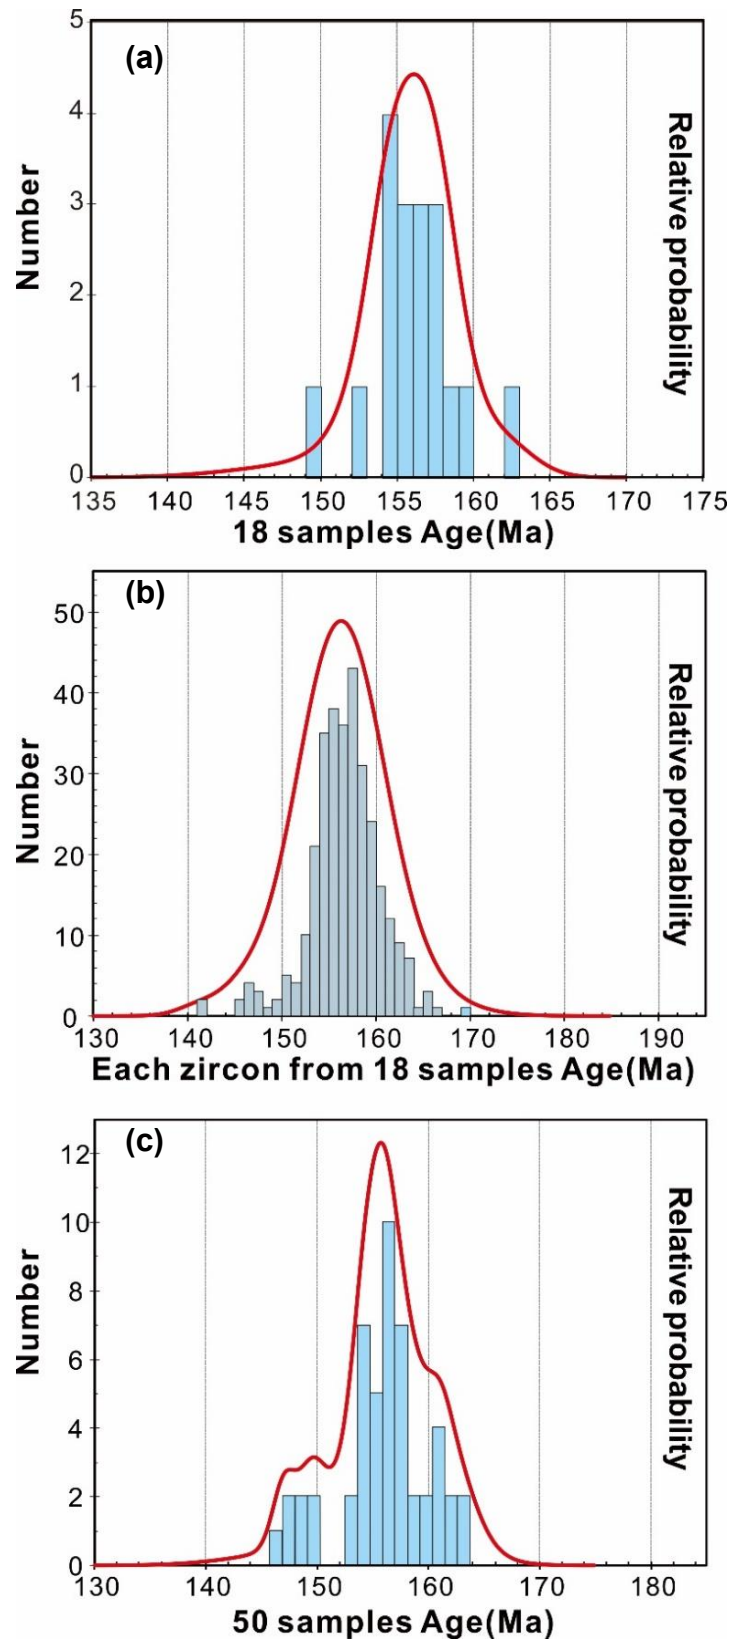 (a)
5
4
3
2
1
0
Number
Relative probability
135 140 145 150 155 160 165 170 175
18 samples Age(Ma)
(b)
50
40
30
20
10
0
Number
Relative probability
130 140 150 160 170 180 190
Each zircon from 18 samples Age(Ma)
(c)
12
10
8
6
4
2
0
Number
Relative probability
130 140 150 160 170 180
50 samples Age(Ma)